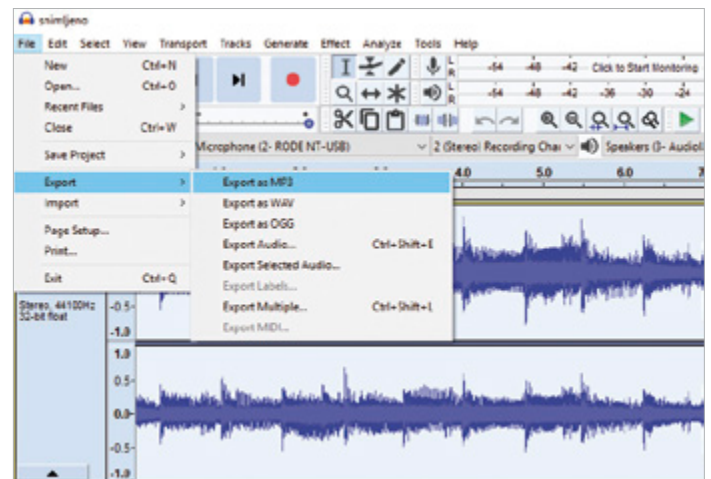 snimljeno
File Edit Select View Transport Tracks Generate Effect Analyze Tools Help
New Ctrl+N
Open... Ctrl+O
Recent Files >
Close Ctrl+W
Save Project >
Export >
Import >
Page Setup...
Print...
Exit Ctrl+Q
Export as MP3
Export as WAV
Export as OGG
Export Audio... Ctrl+Shift+E
Export Selected Audio...
Export Labels...
Export Multiple... Ctrl+Shift+L
Export MIDI...
L R -54 -48 -42 Click to Start Monitoring
L R -54 -48 -42 -36 -30 -24
Microphone (2- RODE NT-USB) 2 (Stereo) Recording Chai Speakers (3- Audiol
4.0 5.0 6.0 7
Stereo, 44100Hz
32-bit float
-0.5-
-1.0
1.0
0.5-
0.0-
-0.5-
-1.0